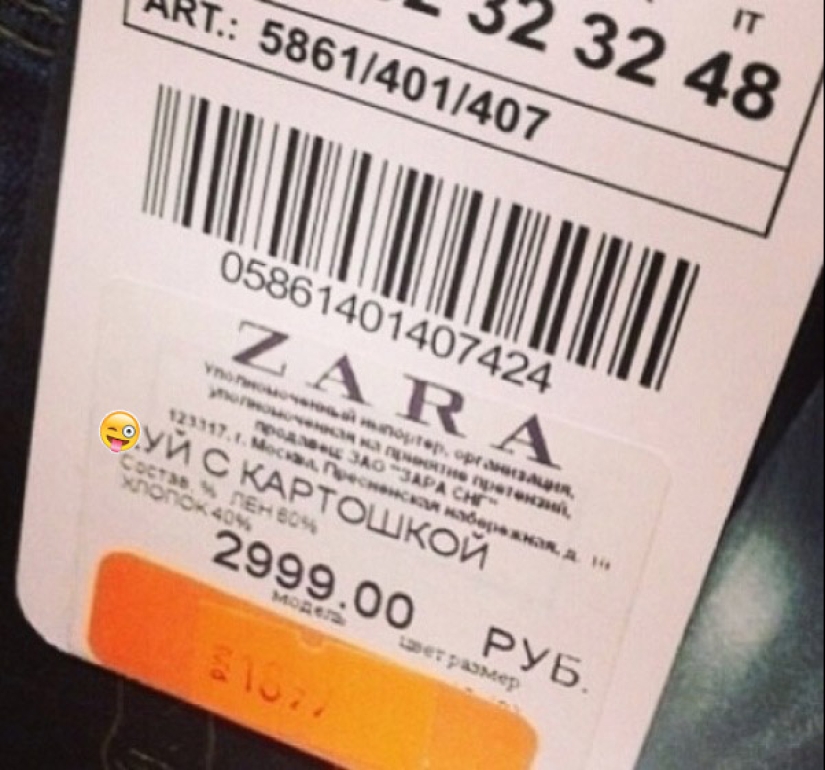 IT
32 32 48
ART.: 5861/401/407
05861401407424
ZARA
Уполномоченный импортер, организация,
уполномоченная на принятие претензий,
продавец: ЗАО "ЗАРА СНГ"
123317, г. Москва, Пресненская набережная, д.
УЙ С КАРТОШКОЙ
Состав, % ЛЕН 60%
ХЛОПОК 40%
2999.00 РУБ.
модель цвет размер